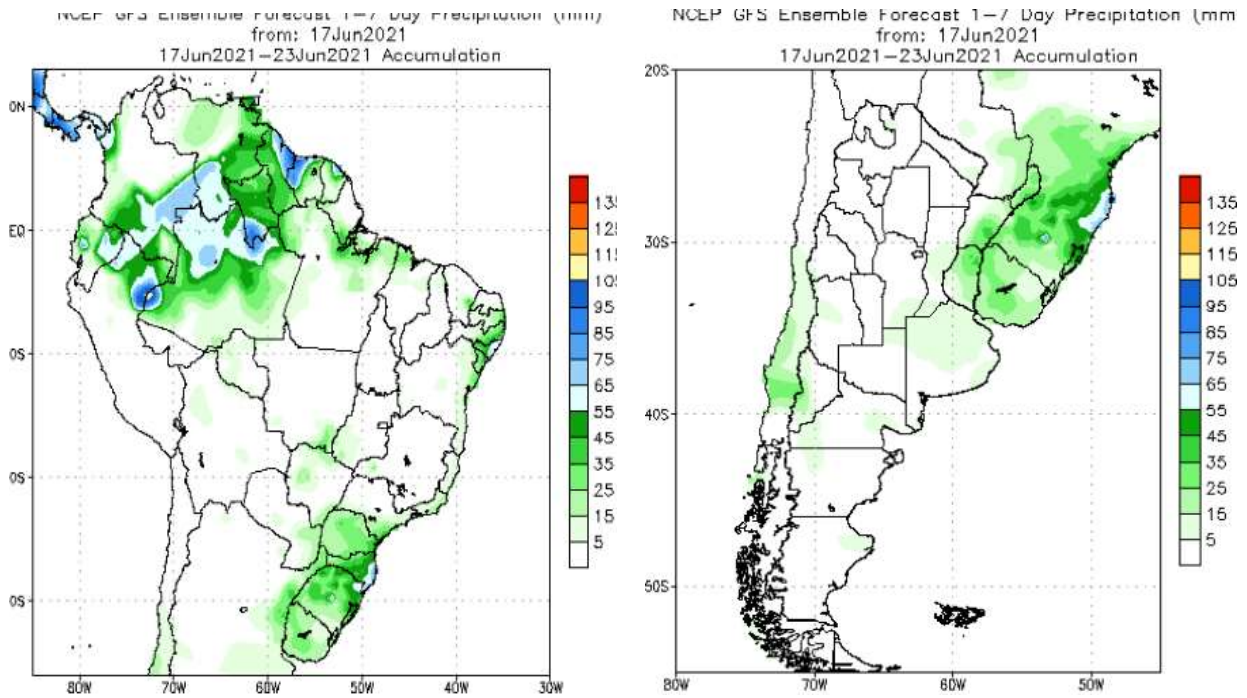 NCEP GFS Ensemble Forecast 1–7 Day Precipitation (mm)
from: 17Jun2021
17Jun2021–23Jun2021 Accumulation
0N
EQ
0S
0S
0S
80W 70W 60W 50W 40W 30W
135
125
115
105
95
85
75
65
55
45
35
25
15
5
NCEP GFS Ensemble Forecast 1–7 Day Precipitation (mm
from: 17Jun2021
17Jun2021–23Jun2021 Accumulation
20S
30S
40S
50S
80W 70W 60W 50W
135
125
115
105
95
85
75
65
55
45
35
25
15
5